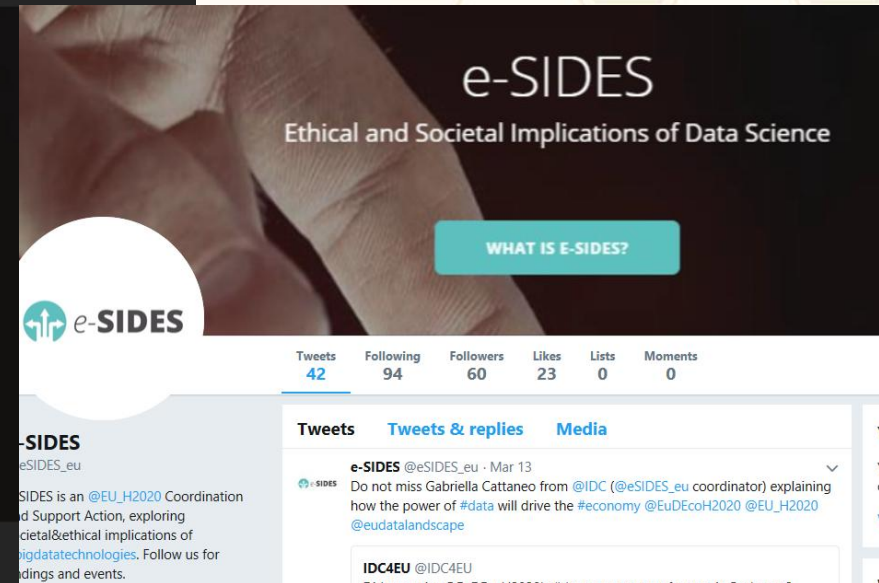 e-SIDES
Ethical and Societal Implications of Data Science
WHAT IS E-SIDES?
e-SIDES
Tweets Following Followers Likes Lists Moments
42 94 60 23 0 0
-SIDES
eSIDES_eu
SIDES is an @EU_H2020 Coordination
d Support Action, exploring
cietal&ethical implications of
igdatatechnologies. Follow us for
dings and events.
Tweets Tweets & replies Media
e-SIDES @eSIDES_eu · Mar 13
e-SIDES
Do not miss Gabriella Cattaneo from @IDC (@eSIDES_eu coordinator) explaining
how the power of #data will drive the #economy @EuDEcoH2020 @EU_H2020
@eudatalandscape
IDC4EU @IDC4EU